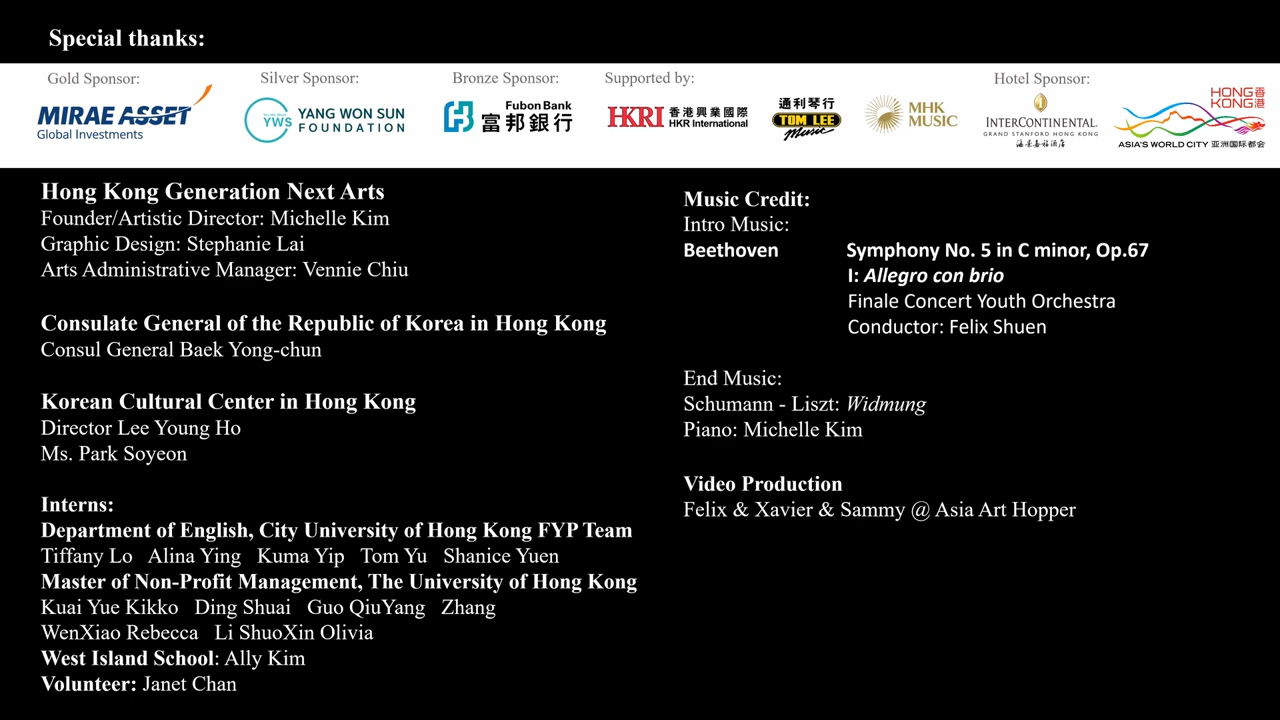 Special thanks:
Gold Sponsor:
MIRAE ASSET
Global Investments
Silver Sponsor:
YWS
YANG WON SUN
FOUNDATION
Bronze Sponsor:
Fubon Bank
富邦銀行
Supported by:
HKRI 香港興業國際
HKR International
通利琴行
TOM LEE
Music
MHK
MUSIC
Hotel Sponsor:
INTERCONTINENTAL
GRAND STANFORD HONG KONG
海景嘉福酒店
HONG KONG 香港
ASIA'S WORLD CITY 亚洲国际都会
Hong Kong Generation Next Arts
Founder/Artistic Director: Michelle Kim
Graphic Design: Stephanie Lai
Arts Administrative Manager: Vennie Chiu
Consulate General of the Republic of Korea in Hong Kong
Consul General Baek Yong-chun
Korean Cultural Center in Hong Kong
Director Lee Young Ho
Ms. Park Soyeon
Interns:
Department of English, City University of Hong Kong FYP Team
Tiffany Lo Alina Ying Kuma Yip Tom Yu Shanice Yuen
Master of Non-Profit Management, The University of Hong Kong
Kuai Yue Kikko Ding Shuai Guo QiuYang Zhang
WenXiao Rebecca Li ShuoXin Olivia
West Island School: Ally Kim
Volunteer: Janet Chan
Music Credit:
Intro Music:
Beethoven Symphony No. 5 in C minor, Op.67
I: Allegro con brio
Finale Concert Youth Orchestra
Conductor: Felix Shuen
End Music:
Schumann - Liszt: Widmung
Piano: Michelle Kim
Video Production
Felix & Xavier & Sammy @ Asia Art Hopper